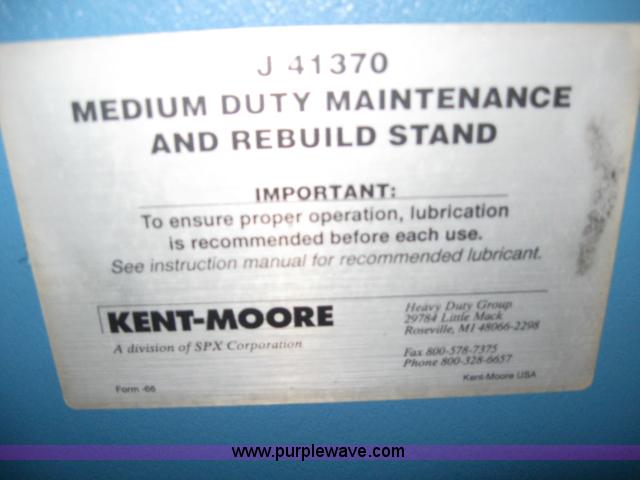 J 41370
MEDIUM DUTY MAINTENANCE
AND REBUILD STAND
IMPORTANT:
To ensure proper operation, lubrication
is recommended before each use.
See instruction manual for recommended lubricant.
KENT-MOORE
A division of SPX Corporation
Heavy Duty Group
29784 Little Mack
Roseville, MI 48066-2298
Fax 800-578-7375
Phone 800-328-6657
Form -66
Kent-Moore USA
www.purplewave.com